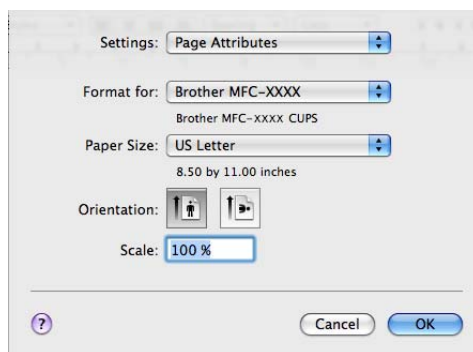 Settings: Page Attributes
Format for: Brother MFC-XXXX
Brother MFC-XXXX CUPS
Paper Size: US Letter
8.50 by 11.00 inches
Orientation:
Scale: 100 %
? Cancel OK